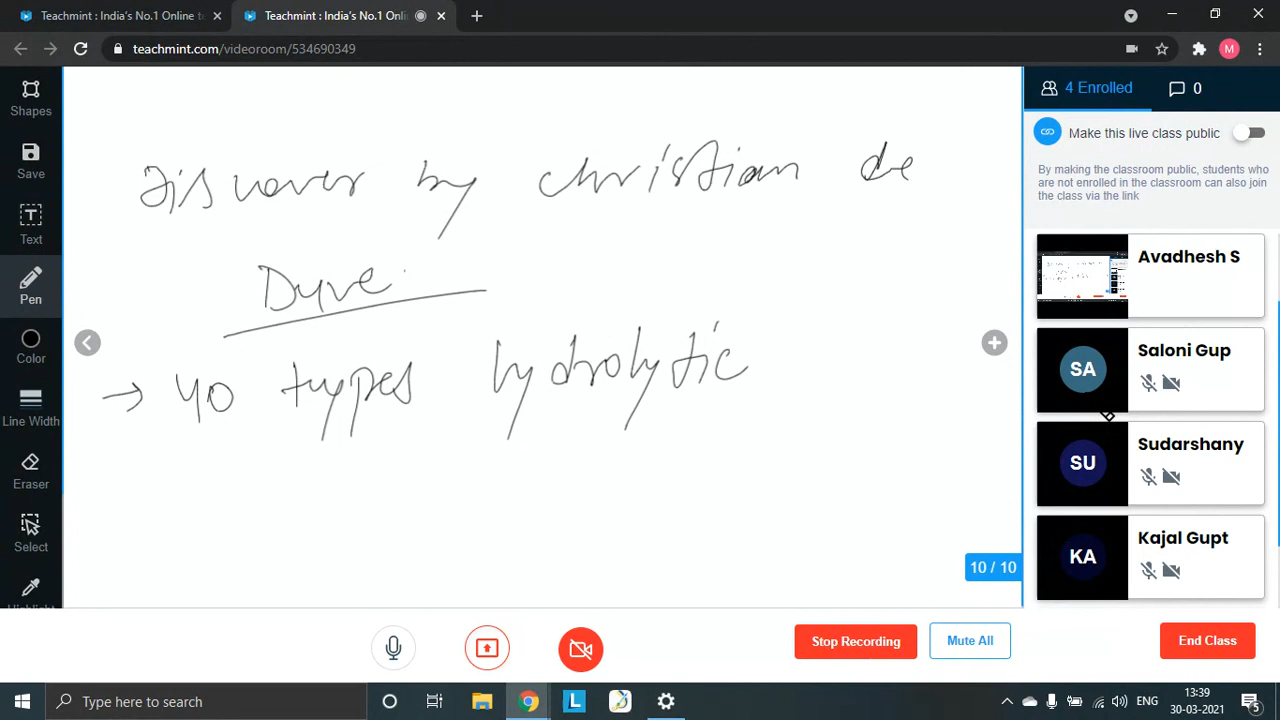 Teachmint : India's No.1 Online te
Teachmint : India's No.1 Onli
teachmint.com/videoroom/534690349
M
Shapes
Save
Text
Pen
Color
Line Width
Eraser
Select
Discover by christian de
Dyve
→ 40 types hydrolytic
10 / 10
4 Enrolled
0
Make this live class public
By making the classroom public, students who
are not enrolled in the classroom can also join
the class via the link
Avadhesh S
SA Saloni Gup
SU Sudarshany
KA Kajal Gupt
Stop Recording
Mute All
End Class
Type here to search
L
ENG
13:39
30-03-2021
5